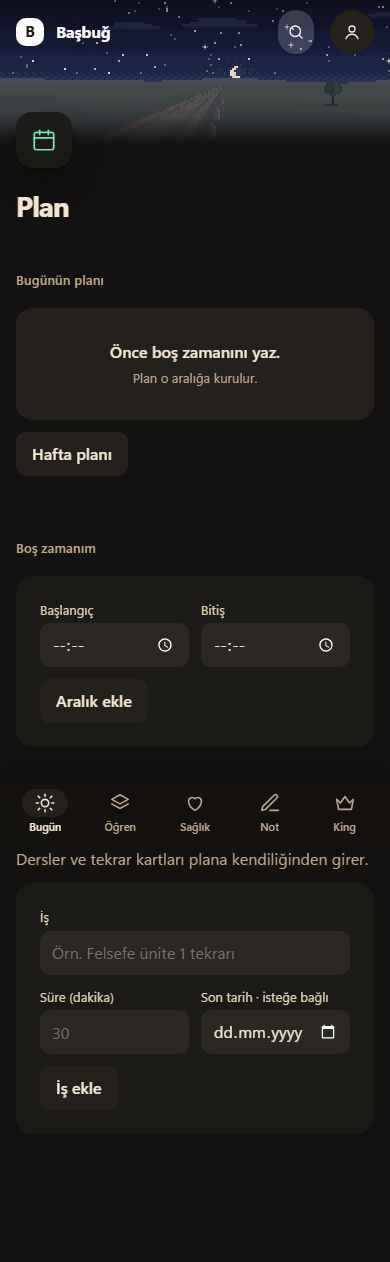 B Başbuğ
Plan
Bugünün planı
Önce boş zamanını yaz.
Plan o aralığa kurulur.
Hafta planı
Boş zamanım
Başlangıç Bitiş
--:-- --:--
Aralık ekle
Bugün Öğren Sağlık Not King
Dersler ve tekrar kartları plana kendiliğinden girer.
İş
Örn. Felsefe ünite 1 tekrarı
Süre (dakika) Son tarih · isteğe bağlı
30 dd.mm.yyyy
İş ekle